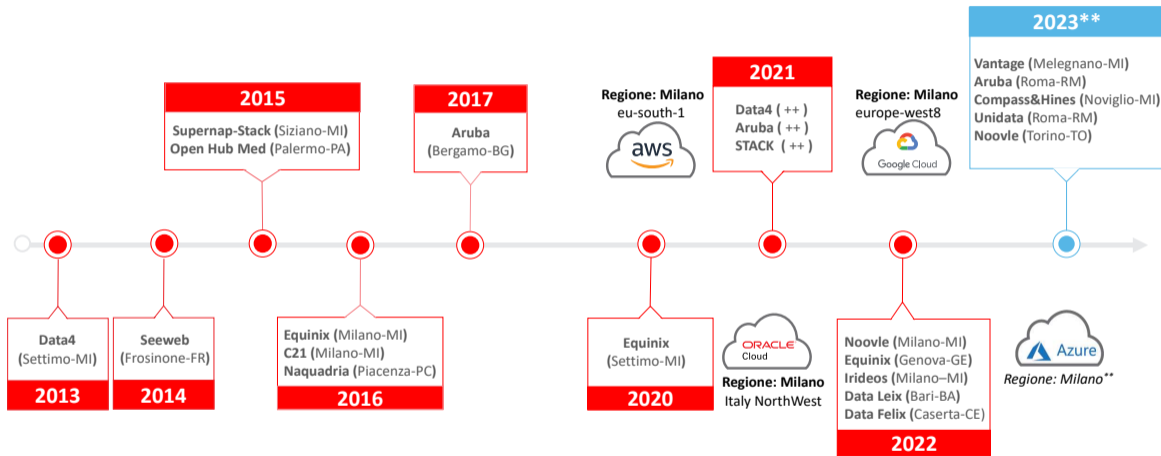 2013
Data4 (Settimo-MI)
2014
Seeweb
(Frosinone-FR)
2015
Supernap-Stack (Siziano-MI)
Open Hub Med (Palermo-PA)
Equinix (Milano-MI)
C21 (Milano-MI)
Naquadria (Piacenza-PC)
2016
2017
Aruba
(Bergamo-BG)
Equinix
(Settimo-MI)
2020
Regione: Milano
eu-south-1
aws
2021
Data4 ( ++ )
Aruba ( ++ )
STACK ( ++ )
ORACLE
Cloud
Regione: Milano
Italy NorthWest
Regione: Milano
europe-west8
Google Cloud
Noovle (Milano-MI)
Equinix (Genova-GE)
Irideos (Milano–MI)
Data Leix (Bari-BA)
Data Felix (Caserta-CE)
2022
2023**
Vantage (Melegnano-MI)
Aruba (Roma-RM)
Compass&Hines (Noviglio-MI)
Unidata (Roma-RM)
Noovle (Torino-TO)
Azure
Regione: Milano**